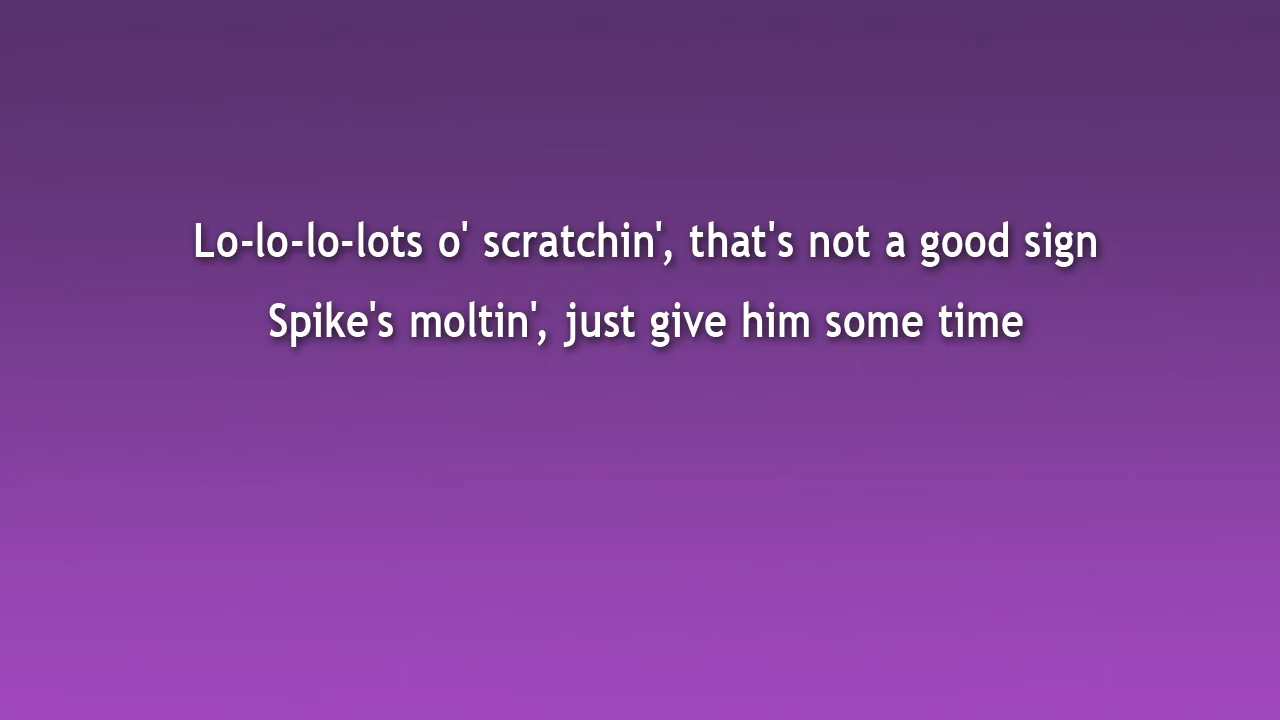 Lo-lo-lo-lots o' scratchin', that's not a good sign
Spike's moltin', just give him some time